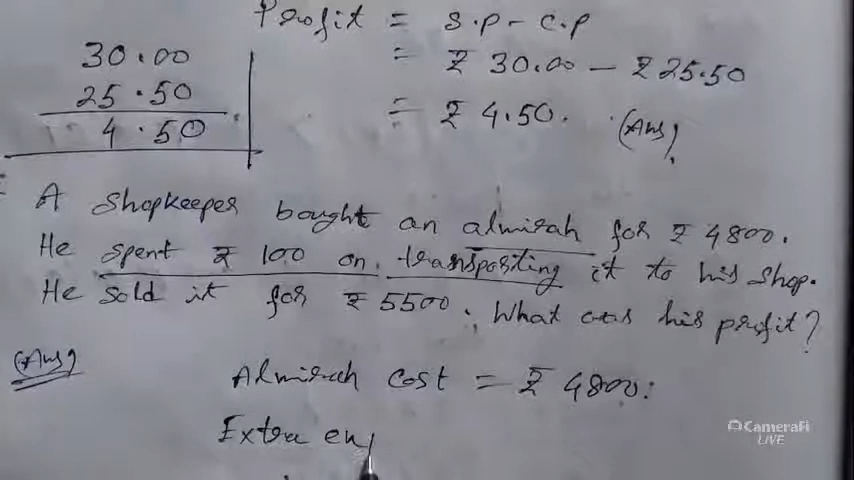 Profit = S.P - C.P
30.00
25.50
4.50
= ₹ 30.00 - ₹ 25.50
= ₹ 4.50. (Ans)
A Shopkeeper bought an almirah for ₹ 4800.
He spent ₹ 100 on transporting it to his shop.
He sold it for ₹ 5500. What was his profit?
(Ans)
Almirah cost = ₹ 4800.
Extra
CameraFi
LIVE